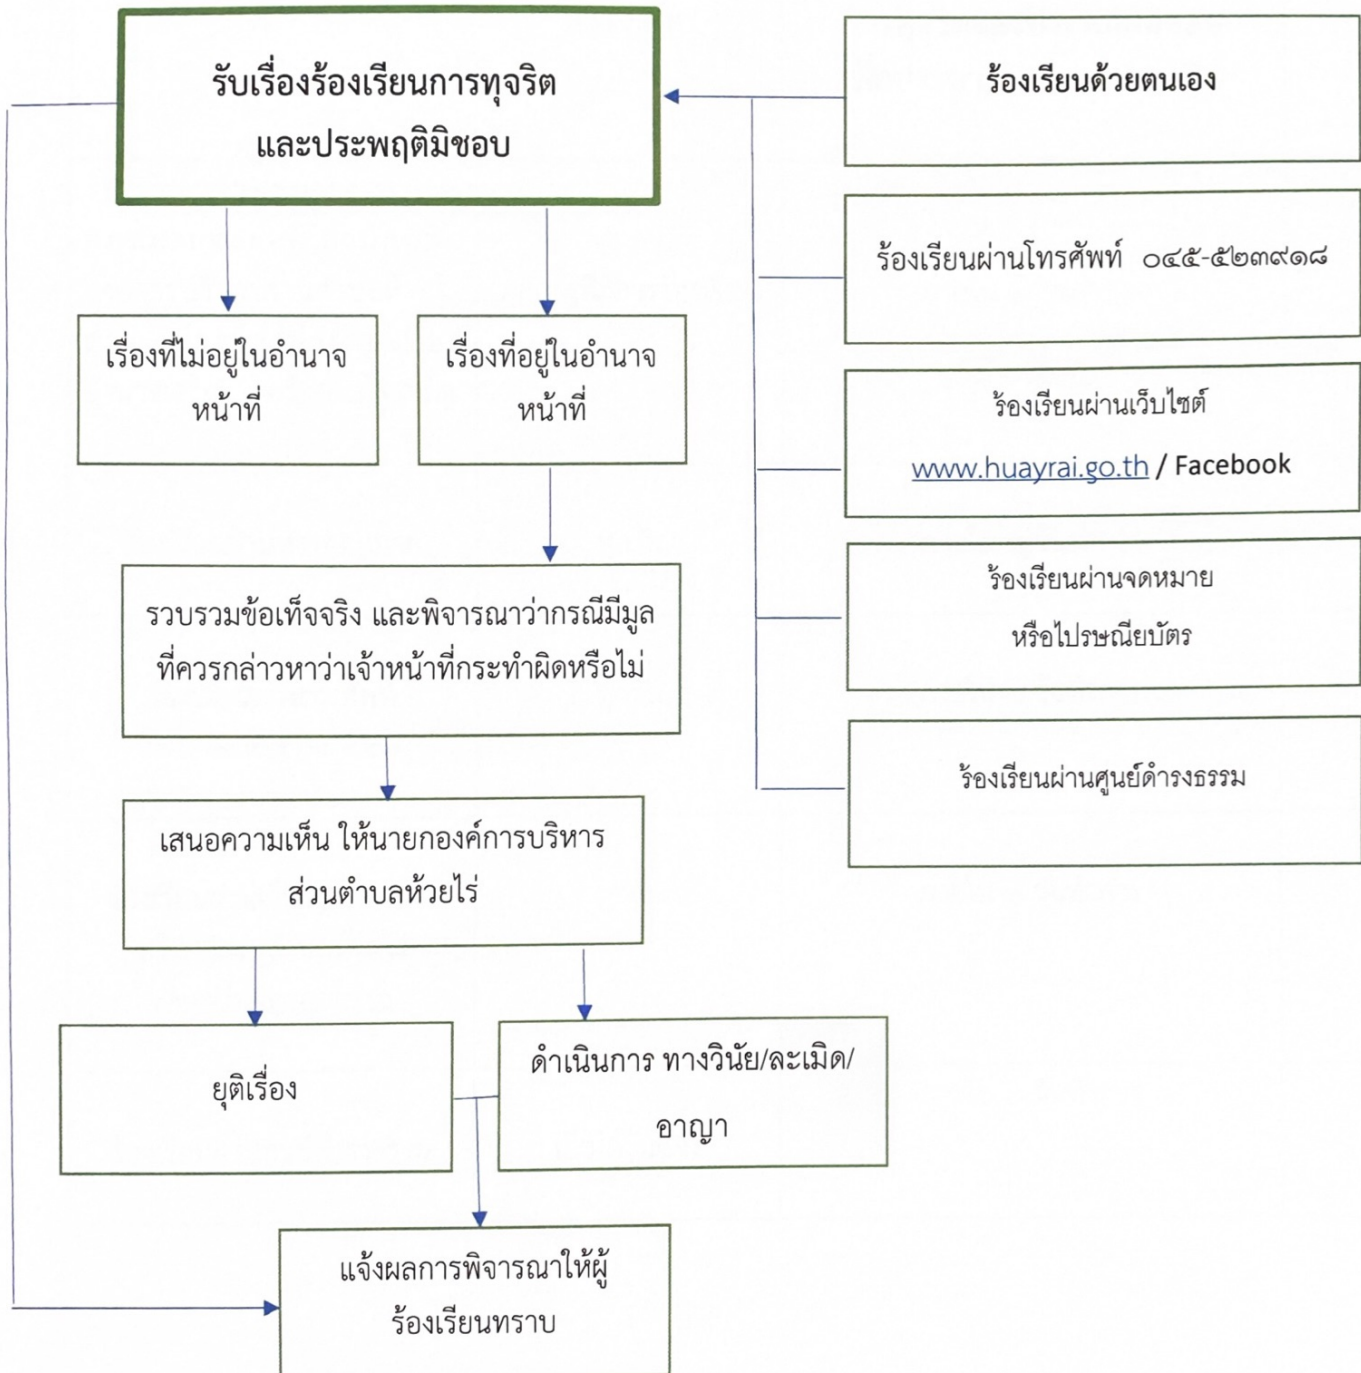 รับเรื่องร้องเรียนการทุจริต
และประพฤติมิชอบ
ร้องเรียนด้วยตนเอง
ร้องเรียนผ่านโทรศัพท์ ๐๔๕-๕๒๓๙๑๘
ร้องเรียนผ่านเว็บไซต์
www.huayrai.go.th / Facebook
ร้องเรียนผ่านจดหมาย
หรือไปรษณียบัตร
ร้องเรียนผ่านศูนย์ดำรงธรรม
เรื่องที่ไม่อยู่ในอำนาจ
หน้าที่
เรื่องที่อยู่ในอำนาจ
หน้าที่
รวบรวมข้อเท็จจริง และพิจารณาว่ากรณีมีมูล
ที่ควรกล่าวหาว่าเจ้าหน้าที่กระทำผิดหรือไม่
เสนอความเห็น ให้นายกองค์การบริหาร
ส่วนตำบลห้วยไร่
ยุติเรื่อง
ดำเนินการ ทางวินัย/ละเมิด/
อาญา
แจ้งผลการพิจารณาให้ผู้
ร้องเรียนทราบ